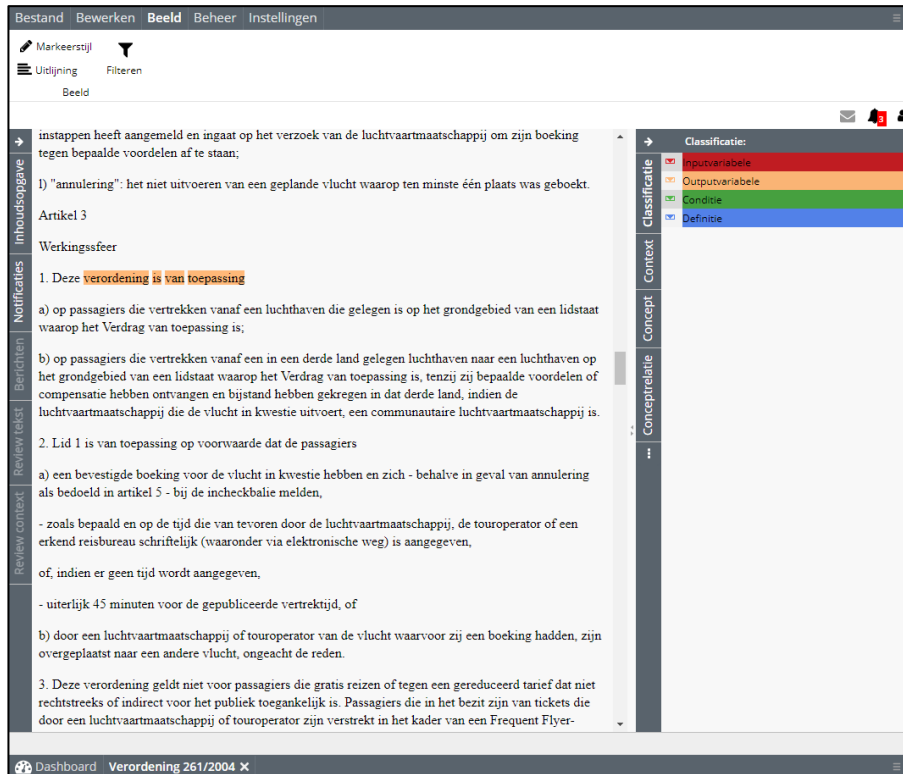 Bestand Bewerken Beeld Beheer Instellingen
Markeerstijl
Uitlijning Filteren
Beeld
3
Inhoudsopgave
Notificaties
Berichten
Review tekst
Review context
instappen heeft aangemeld en ingaat op het verzoek van de luchtvaartmaatschappij om zijn boeking
tegen bepaalde voordelen af te staan;
l) "annulering": het niet uitvoeren van een geplande vlucht waarop ten minste één plaats was geboekt.
Artikel 3
Werkingssfeer
1. Deze verordening is van toepassing
a) op passagiers die vertrekken vanaf een luchthaven die gelegen is op het grondgebied van een lidstaat
waarop het Verdrag van toepassing is;
b) op passagiers die vertrekken vanaf een in een derde land gelegen luchthaven naar een luchthaven op
het grondgebied van een lidstaat waarop het Verdrag van toepassing is, tenzij zij bepaalde voordelen of
compensatie hebben ontvangen en bijstand hebben gekregen in dat derde land, indien de
luchtvaartmaatschappij die de vlucht in kwestie uitvoert, een communautaire luchtvaartmaatschappij is.
2. Lid 1 is van toepassing op voorwaarde dat de passagiers
a) een bevestigde boeking voor de vlucht in kwestie hebben en zich - behalve in geval van annulering
als bedoeld in artikel 5 - bij de incheckbalie melden,
- zoals bepaald en op de tijd die van tevoren door de luchtvaartmaatschappij, de touroperator of een
erkend reisbureau schriftelijk (waaronder via elektronische weg) is aangegeven,
of, indien er geen tijd wordt aangegeven,
- uiterlijk 45 minuten voor de gepubliceerde vertrektijd, of
b) door een luchtvaartmaatschappij of touroperator van de vlucht waarvoor zij een boeking hadden, zijn
overgeplaatst naar een andere vlucht, ongeacht de reden.
3. Deze verordening geldt niet voor passagiers die gratis reizen of tegen een gereduceerd tarief dat niet
rechtstreeks of indirect voor het publiek toegankelijk is. Passagiers die in het bezit zijn van tickets die
door een luchtvaartmaatschappij of touroperator zijn verstrekt in het kader van een Frequent Flyer-
Classificatie
Context
Concept
Conceptrelatie
Classificatie:
Inputvariabele
Outputvariabele
Conditie
Definitie
Dashboard Verordening 261/2004